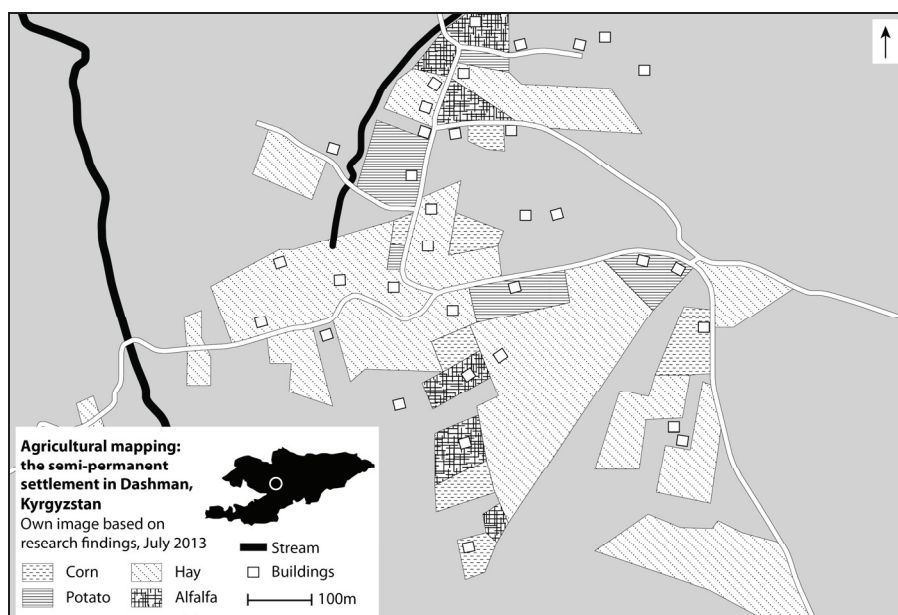 Agricultural mapping:
the semi-permanent
settlement in Dashman,
Kyrgyzstan
Own image based on
research findings, July 2013
Stream
Corn
Hay
Buildings
Potato
Alfalfa
100m